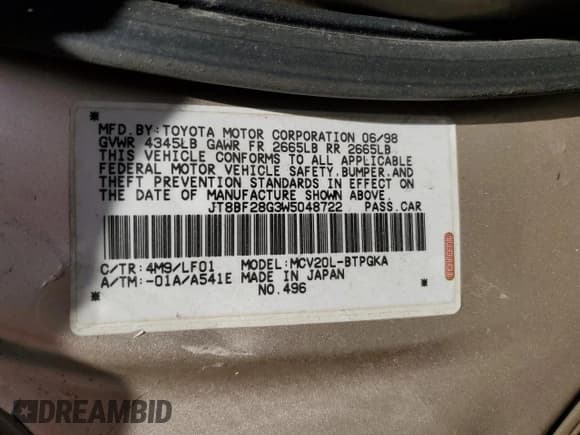 MFD.BY:TOYOTA MOTOR CORPORATION 06/98
GVWR 4345LB GAWR FR 2665LB RR 2665LB
THIS VEHICLE CONFORMS TO ALL APPLICABLE
FEDERAL MOTOR VEHICLE SAFETY,BUMPER,AND
THEFT PREVENTION STANDARDS IN EFFECT ON
THE DATE OF MANUFACTURE SHOWN ABOVE.
JT8BF28G3W5048722 PASS.CAR
C/TR:4M9/LF01 MODEL:MCV20L-BTPGKA
A/TM:-01A/A541E MADE IN JAPAN
NO.496
DREAMBID